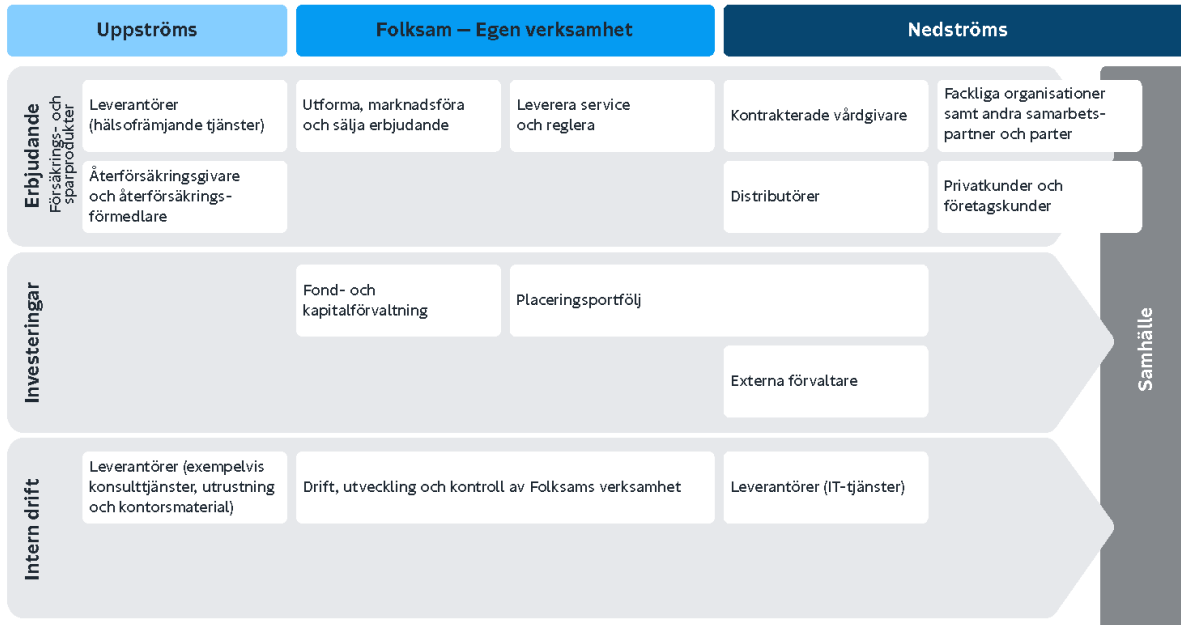 Uppströms
Folksam – Egen verksamhet
Nedströms
Erbjudande
Försäkrings- och
sparprodukter
Leverantörer
(hälsofrämjande tjänster)
Utforma, marknadsföra
och sälja erbjudande
Leverera service
och reglera
Kontrakterade vårdgivare
Fackliga organisationer
samt andra samarbets-
partner och parter
Återförsäkringsgivare
och återförsäkrings-
förmedlare
Distributörer
Privatkunder och
företagskunder
Investeringar
Fond- och
kapitalförvaltning
Placeringsportfölj
Externa förvaltare
Intern drift
Leverantörer (exempelvis
konsulttjänster, utrustning
och kontorsmaterial)
Drift, utveckling och kontroll av Folksams verksamhet
Leverantörer (IT-tjänster)
Samhälle